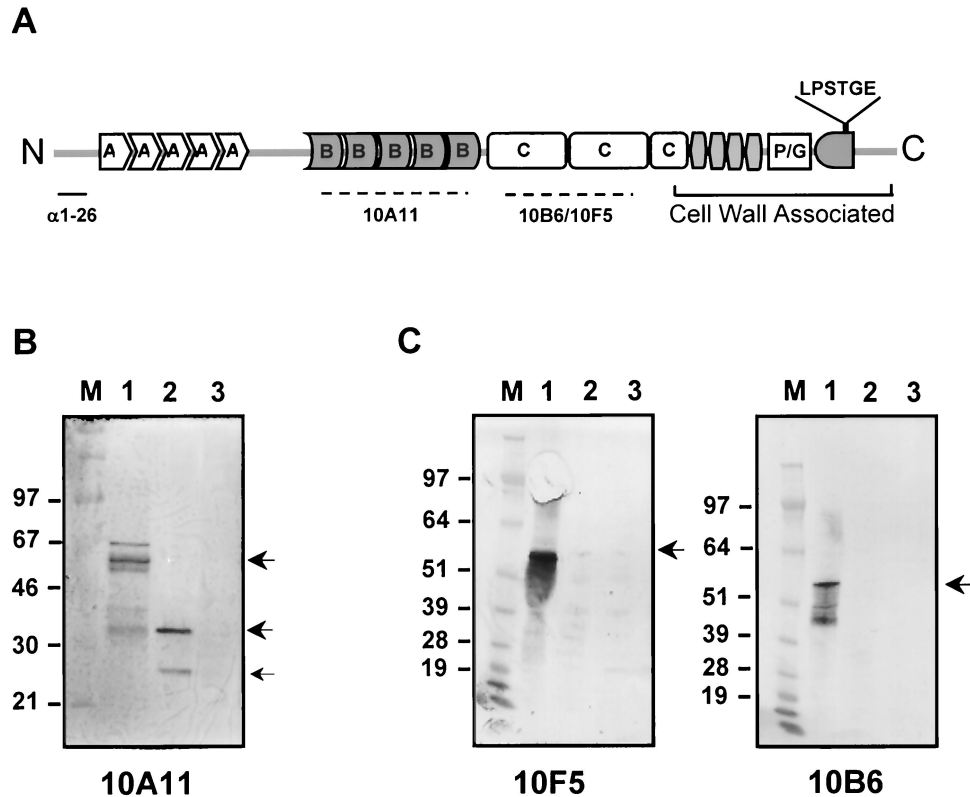 A
LPSTGE
N A A A A A B B B B B C C C P/G C
α1-26 10A11 10B6/10F5 Cell Wall Associated
B
M 1 2 3
97
67
46
30
21
10A11
C
M 1 2 3
97
64
51
39
28
19
10F5
M 1 2 3
97
64
51
39
28
19
10B6